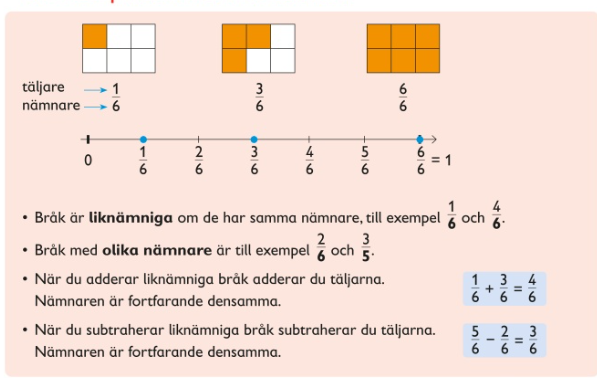 täljare → 1/6 3/6 6/6
nämnare →
0 1/6 2/6 3/6 4/6 5/6 6/6 = 1
• Bråk är liknämniga om de har samma nämnare, till exempel 1/6 och 4/6.
• Bråk med olika nämnare är till exempel 2/6 och 3/5.
• När du adderar liknämniga bråk adderar du täljarna.
Nämnaren är fortfarande densamma.
1/6 + 3/6 = 4/6
• När du subtraherar liknämniga bråk subtraherar du täljarna.
Nämnaren är fortfarande densamma.
5/6 − 2/6 = 3/6